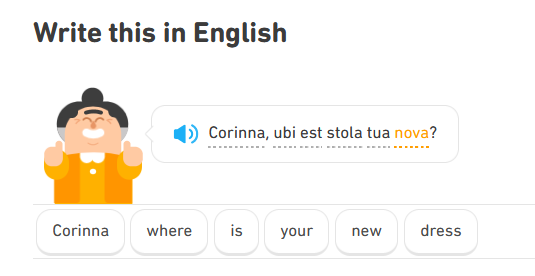 Write this in English
Corinna, ubi est stola tua nova?
Corinna where is your new dress